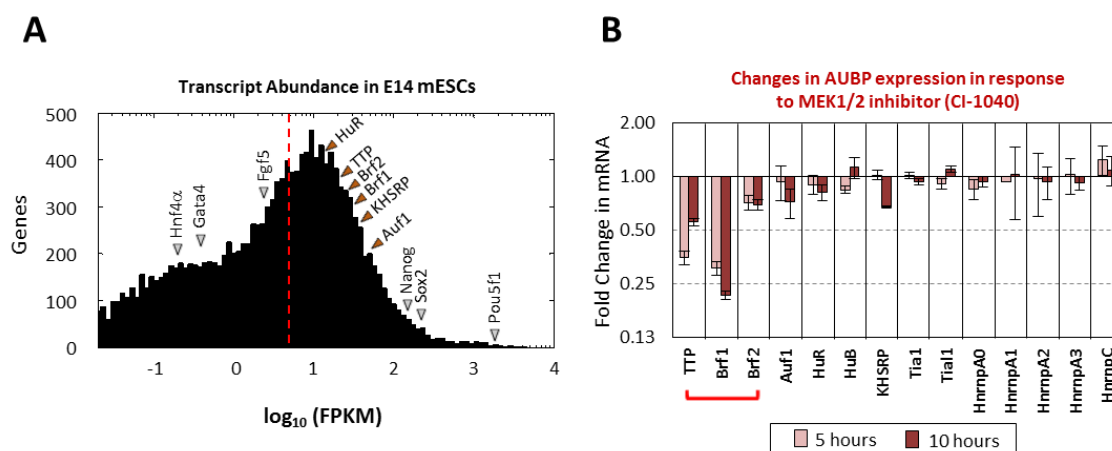 A
Transcript Abundance in E14 mESCs
500
400
300
200
100
0
Genes
Hnf4α
Gata4
Fgf5
HuR
TTP
Brf2
Brf1
KHSRP
Auf1
Nanog
Sox2
Pou5f1
-1 0 1 2 3 4
log10 (FPKM)
B
Changes in AUBP expression in response
to MEK1/2 inhibitor (CI-1040)
2.00
1.00
0.50
0.25
0.13
Fold Change in mRNA
TTP
Brf1
Brf2
Auf1
HuR
HuB
KHSRP
Tia1
Tial1
HnrnpA0
HnrnpA1
HnrnpA2
HnrnpA3
HnrnpC
5 hours 10 hours